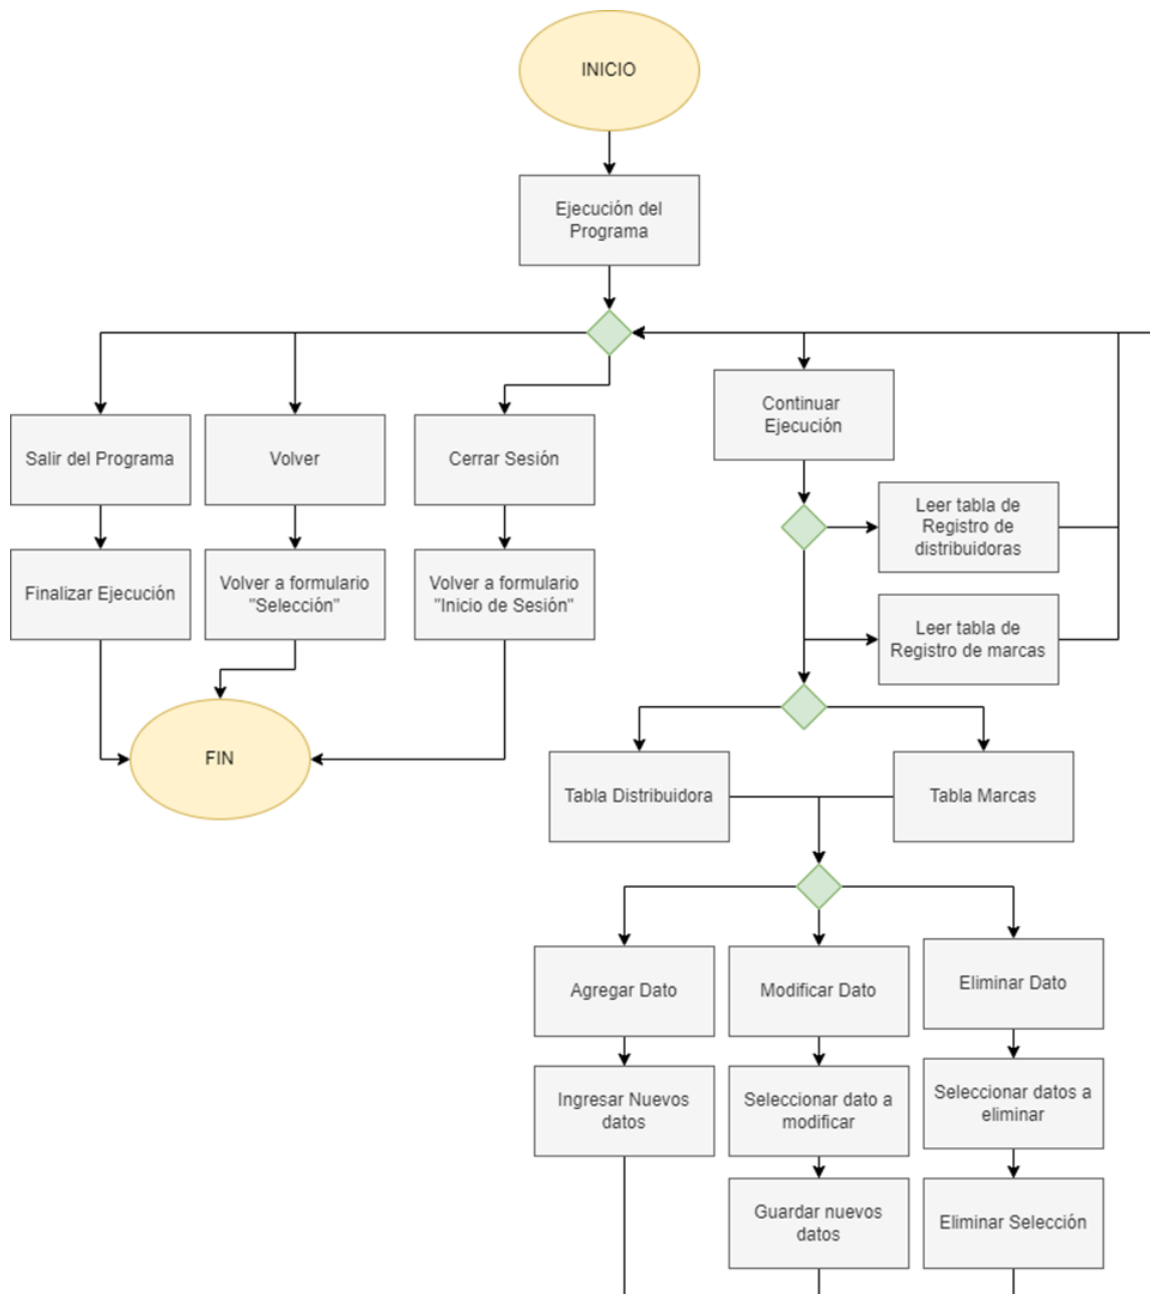 INICIO
Ejecución del
Programa
Continuar
Ejecución
Salir del Programa
Volver
Cerrar Sesión
Leer tabla de
Registro de
distribuidoras
Finalizar Ejecución
Volver a formulario
"Selección"
Volver a formulario
"Inicio de Sesión"
Leer tabla de
Registro de marcas
FIN
Tabla Distribuidora
Tabla Marcas
Agregar Dato
Modificar Dato
Eliminar Dato
Ingresar Nuevos
datos
Seleccionar dato a
modificar
Seleccionar datos a
eliminar
Guardar nuevos
datos
Eliminar Selección